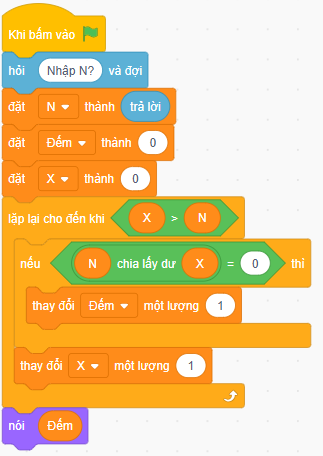 Khi bấm vào
hỏi Nhập N? và đợi
đặt N thành trả lời
đặt Đếm thành 0
đặt X thành 0
lặp lại cho đến khi X > N
nếu N chia lấy dư X = 0 thì
thay đổi Đếm một lượng 1
thay đổi X một lượng 1
nói Đếm